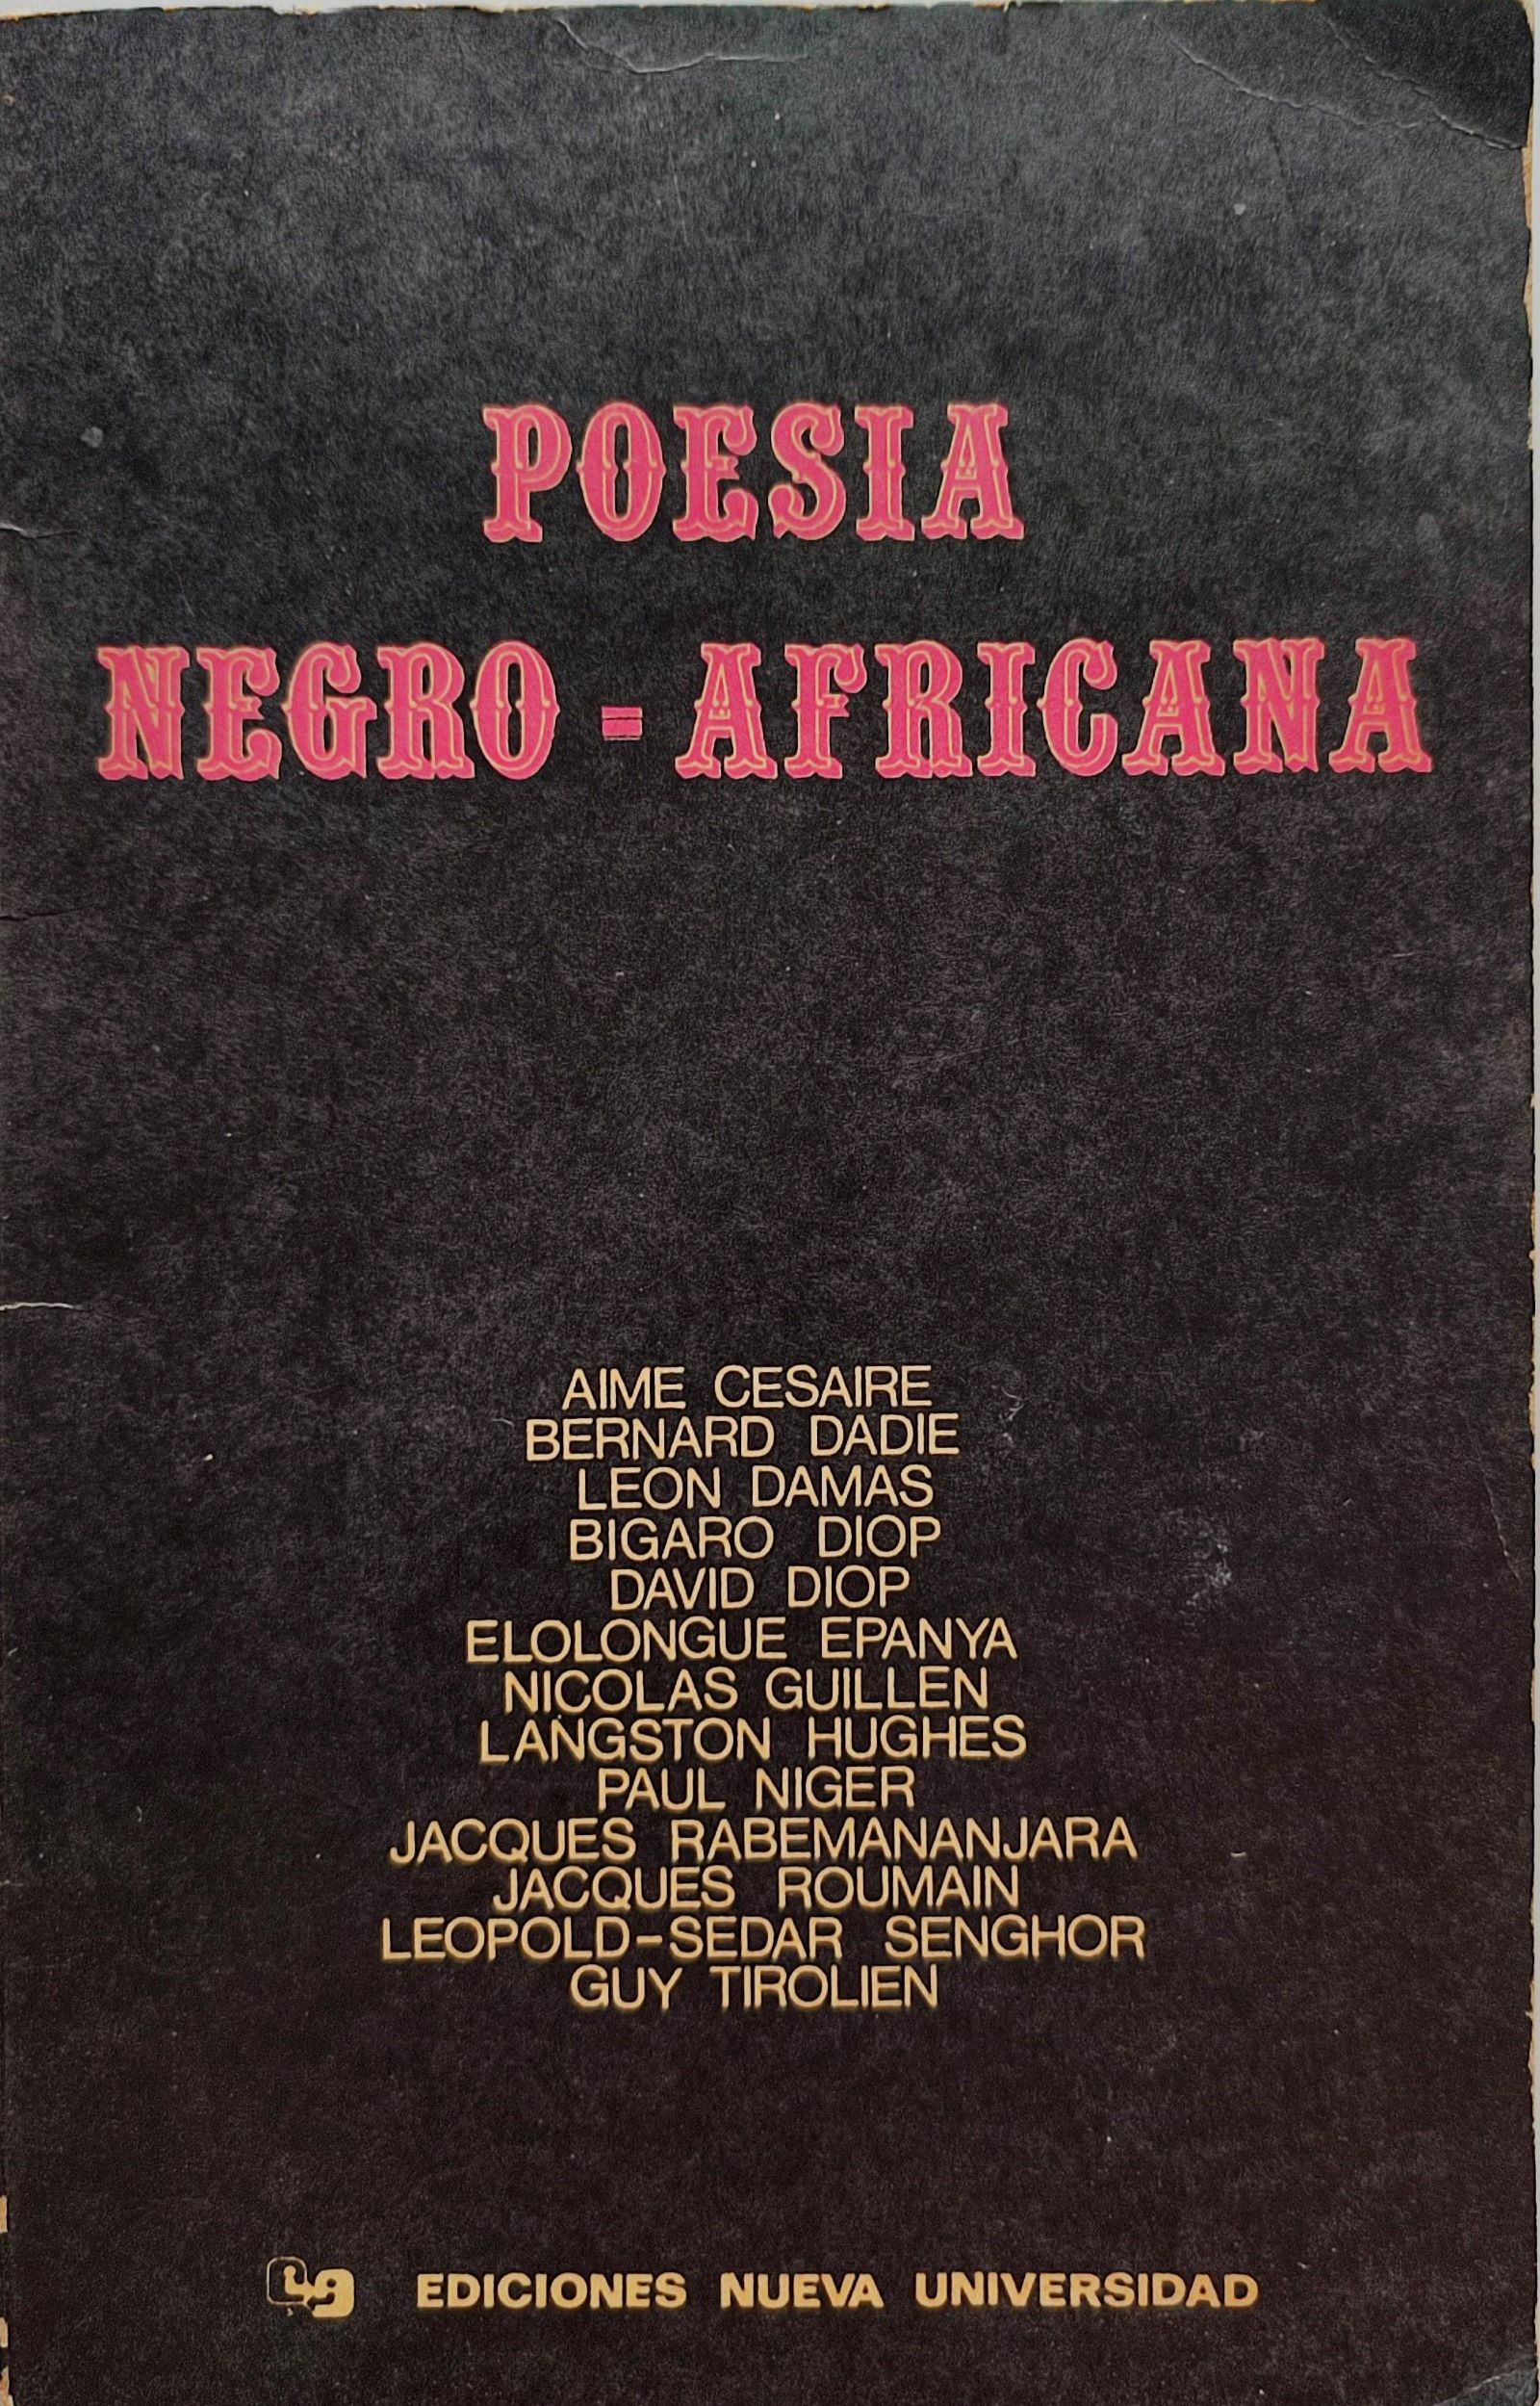 POESIA
NEGRO = AFRICANA
AIME CESAIRE
BERNARD DADIE
LEON DAMAS
BIGARO DIOP
DAVID DIOP
ELOLONGUE EPANYA
NICOLAS GUILLEN
LANGSTON HUGHES
PAUL NIGER
JACQUES RABEMANANJARA
JACQUES ROUMAIN
LEOPOLD-SEDAR SENGHOR
GUY TIROLIEN
EDICIONES NUEVA UNIVERSIDAD